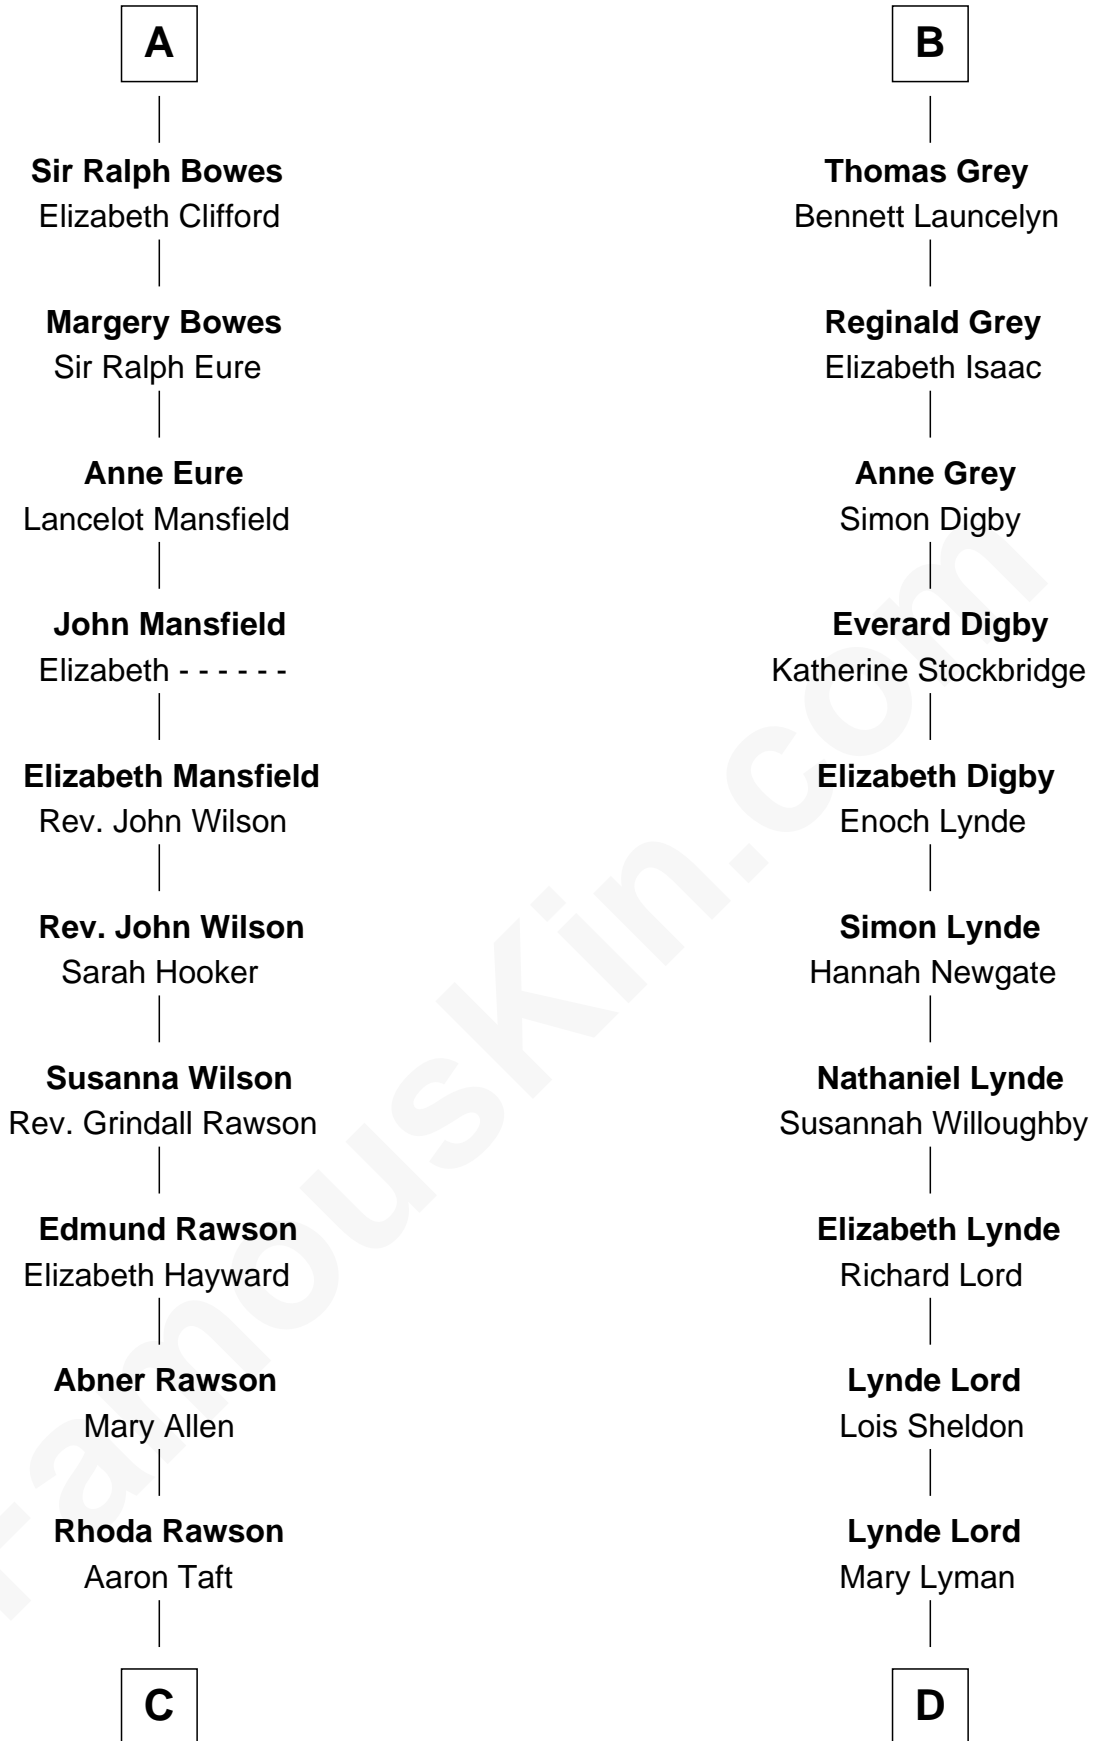 A
Sir Ralph Bowes
Elizabeth Clifford
Margery Bowes
Sir Ralph Eure
Anne Eure
Lancelot Mansfield
John Mansfield
Elizabeth - - - - - -
Elizabeth Mansfield
Rev. John Wilson
Rev. John Wilson
Sarah Hooker
Susanna Wilson
Rev. Grindall Rawson
Edmund Rawson
Elizabeth Hayward
Abner Rawson
Mary Allen
Rhoda Rawson
Aaron Taft
C
B
Thomas Grey
Bennett Launcelyn
Reginald Grey
Elizabeth Isaac
Anne Grey
Simon Digby
Everard Digby
Katherine Stockbridge
Elizabeth Digby
Enoch Lynde
Simon Lynde
Hannah Newgate
Nathaniel Lynde
Susannah Willoughby
Elizabeth Lynde
Richard Lord
Lynde Lord
Lois Sheldon
Lynde Lord
Mary Lyman
D
FamousKin.com